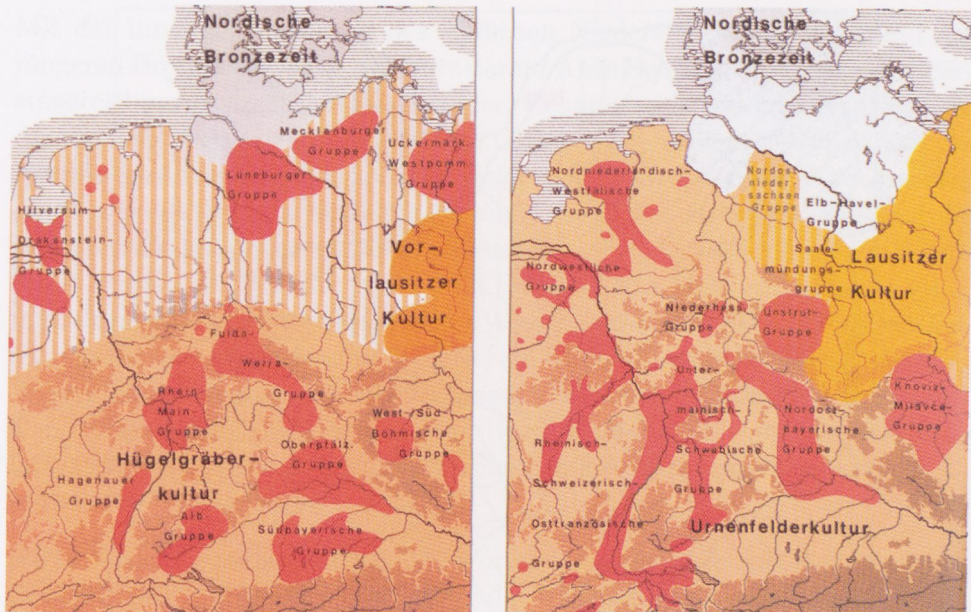 Nordische
Bronzezeit
Mecklenburger
Gruppe
Uckermärk.
Westpomm.
Gruppe
Lüneburger
Gruppe
Hilversum-
Drakenstein-
Gruppe
Vor-
lausitzer
Kultur
Fulda-
Werra-
Gruppe
Rhein-
Main-
Gruppe
West-/Süd
Böhmische
Gruppe
Oberpfälz.
Gruppe
Hügelgräber-
kultur
Hagenauer
Gruppe
Alb-
Gruppe
Südbayerische
Gruppe
Nordische
Bronzezeit
Nordniederländisch-
Westfälische
Gruppe
Nordost
nieder-
sachsen
Gruppe
Elb-Havel-
Gruppe
Saale-
mündungs-
gruppe
Lausitzer
Kultur
Nordwestliche
Gruppe
Niederhess.
Gruppe
Unstrut-
Gruppe
Unter-
mainisch-
Schwäbische
Gruppe
Nordost-
bayerische
Gruppe
Knoviz-
Milavče-
Gruppe
Rheinisch-
Schweizerisch-
Ostfranzösische
Gruppe
Urnenfelderkultur